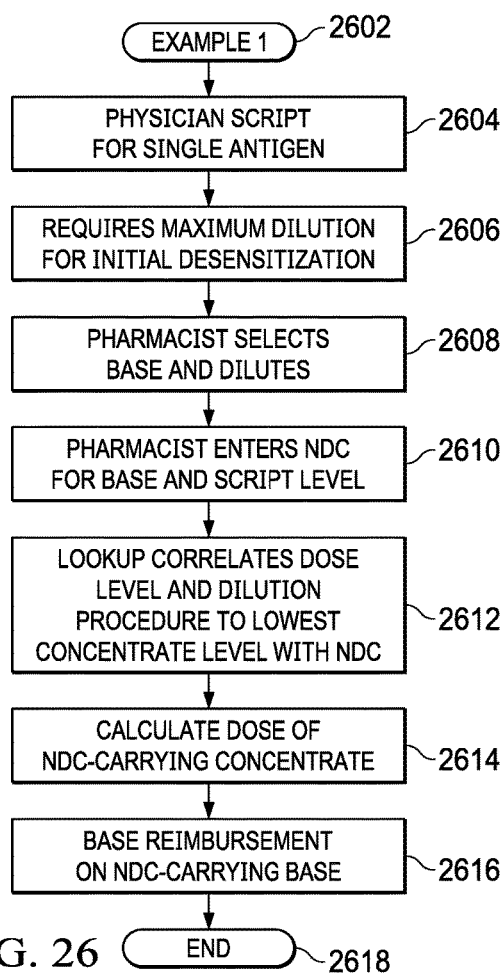 EXAMPLE 1
2602
PHYSICIAN SCRIPT
FOR SINGLE ANTIGEN
2604
REQUIRES MAXIMUM DILUTION
FOR INITIAL DESENSITIZATION
2606
PHARMACIST SELECTS
BASE AND DILUTES
2608
PHARMACIST ENTERS NDC
FOR BASE AND SCRIPT LEVEL
2610
LOOKUP CORRELATES DOSE
LEVEL AND DILUTION
PROCEDURE TO LOWEST
CONCENTRATE LEVEL WITH NDC
2612
CALCULATE DOSE OF
NDC-CARRYING CONCENTRATE
2614
BASE REIMBURSEMENT
ON NDC-CARRYING BASE
2616
G. 26
END
2618